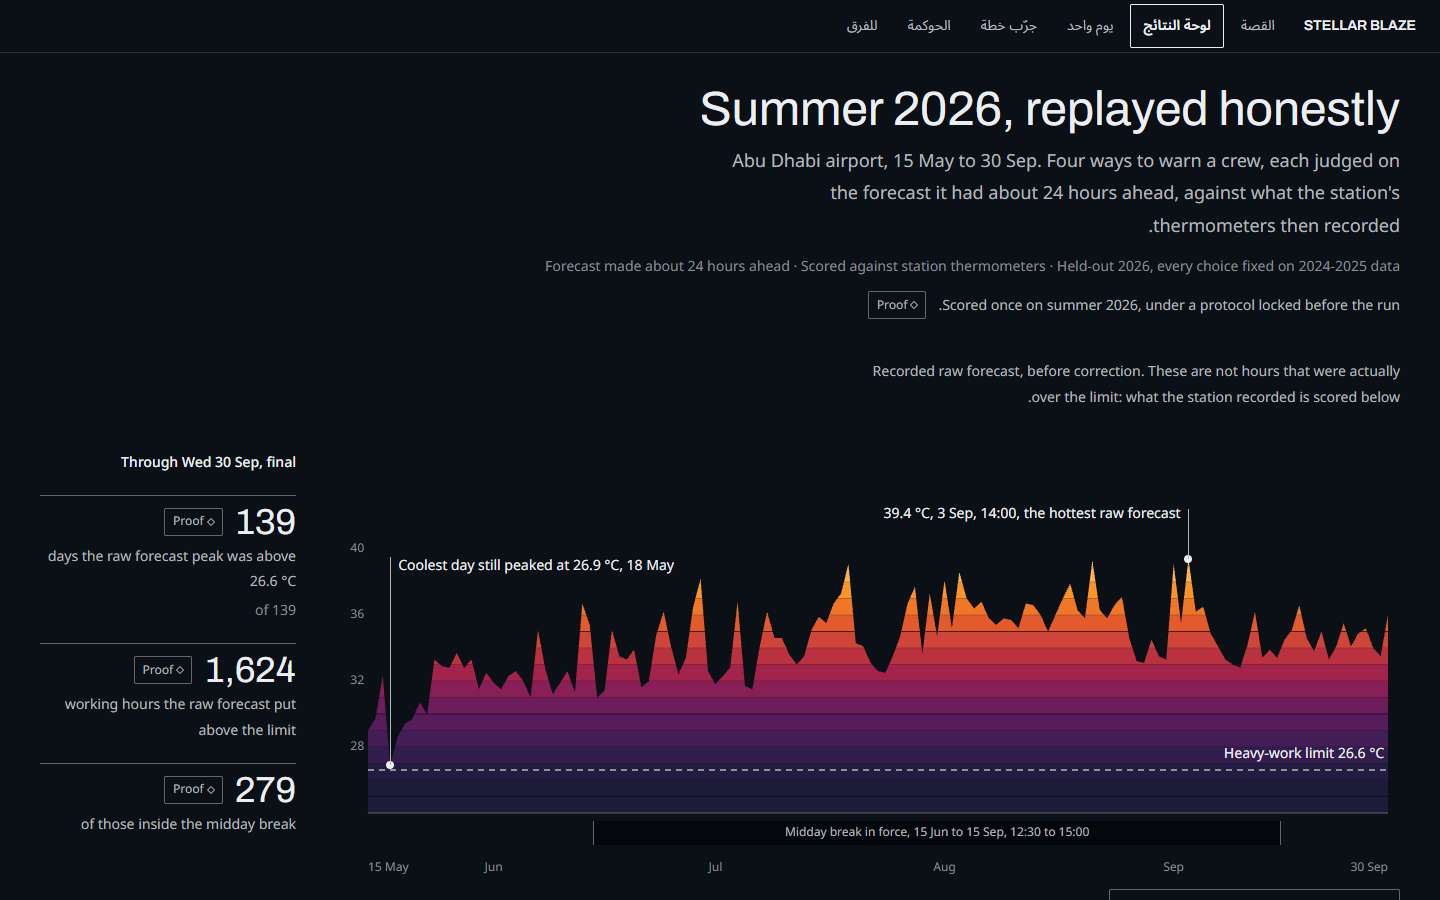 STELLAR BLAZE
القصة
لوحة النتائج
يوم واحد
جرّب خطة
الحوكمة
للفرق
Summer 2026, replayed honestly
Abu Dhabi airport, 15 May to 30 Sep. Four ways to warn a crew, each judged on
the forecast it had about 24 hours ahead, against what the station's
.thermometers then recorded
Forecast made about 24 hours ahead · Scored against station thermometers · Held-out 2026, every choice fixed on 2024-2025 data
.Scored once on summer 2026, under a protocol locked before the run
Proof ◇
Recorded raw forecast, before correction. These are not hours that were actually
.over the limit: what the station recorded is scored below
Through Wed 30 Sep, final
139
Proof ◇
days the raw forecast peak was above
26.6 °C
of 139
1,624
Proof ◇
working hours the raw forecast put
above the limit
279
Proof ◇
of those inside the midday break
39.4 °C, 3 Sep, 14:00, the hottest raw forecast
Coolest day still peaked at 26.9 °C, 18 May
40
36
32
28
Heavy-work limit 26.6 °C
Midday break in force, 15 Jun to 15 Sep, 12:30 to 15:00
15 May
Jun
Jul
Aug
Sep
30 Sep